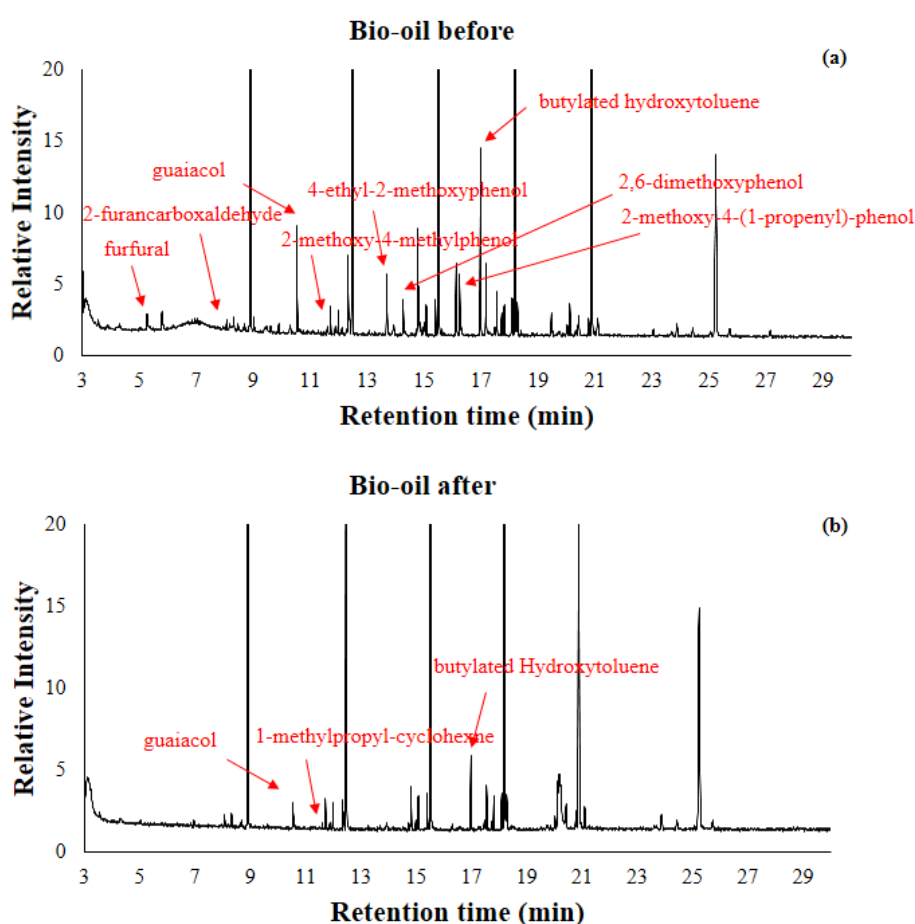 Bio-oil before
(a)
20
15
10
5
0
Relative Intensity
butylated hydroxytoluene
guaiacol
4-ethyl-2-methoxyphenol
2,6-dimethoxyphenol
2-furancarboxaldehyde
2-methoxy-4-methylphenol
2-methoxy-4-(1-propenyl)-phenol
furfural
3 5 7 9 11 13 15 17 19 21 23 25 27 29
Retention time (min)
Bio-oil after
(b)
20
15
10
5
0
Relative Intensity
butylated Hydroxytoluene
guaiacol
1-methylpropyl-cyclohexne
3 5 7 9 11 13 15 17 19 21 23 25 27 29
Retention time (min)